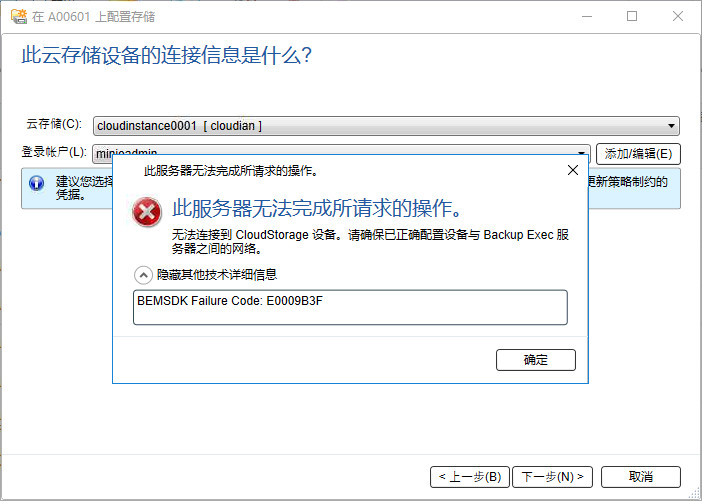 在 A00601 上配置存储
此云存储设备的连接信息是什么?
云存储(C):
cloudinstance0001 [ cloudian ]
登录帐户(L):
minioadmin
添加/编辑(E)
建议您选择
更新策略制约的
凭据。
此服务器无法完成所请求的操作。
此服务器无法完成所请求的操作。
无法连接到 CloudStorage 设备。请确保已正确配置设备与 Backup Exec 服
务器之间的网络。
隐藏其他技术详细信息
BEMSDK Failure Code: E0009B3F
确定
< 上一步(B)
下一步(N) >
取消